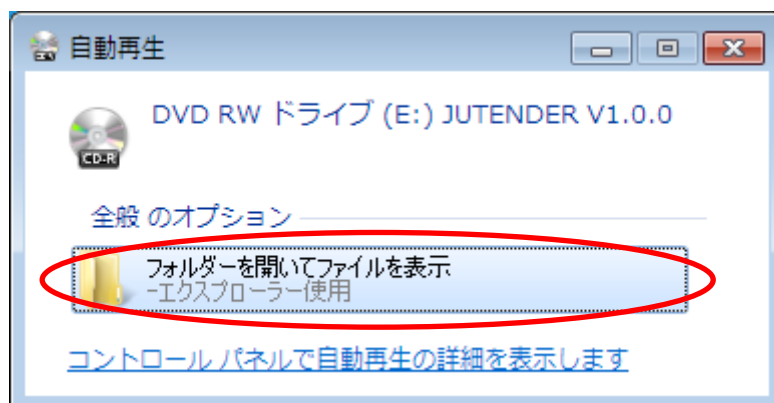 自動再生
DVD RW ドライブ (E:) JUTENDER V1.0.0
CD-R
全般 のオプション
フォルダーを開いてファイルを表示
-エクスプローラー使用
コントロール パネルで自動再生の詳細を表示します